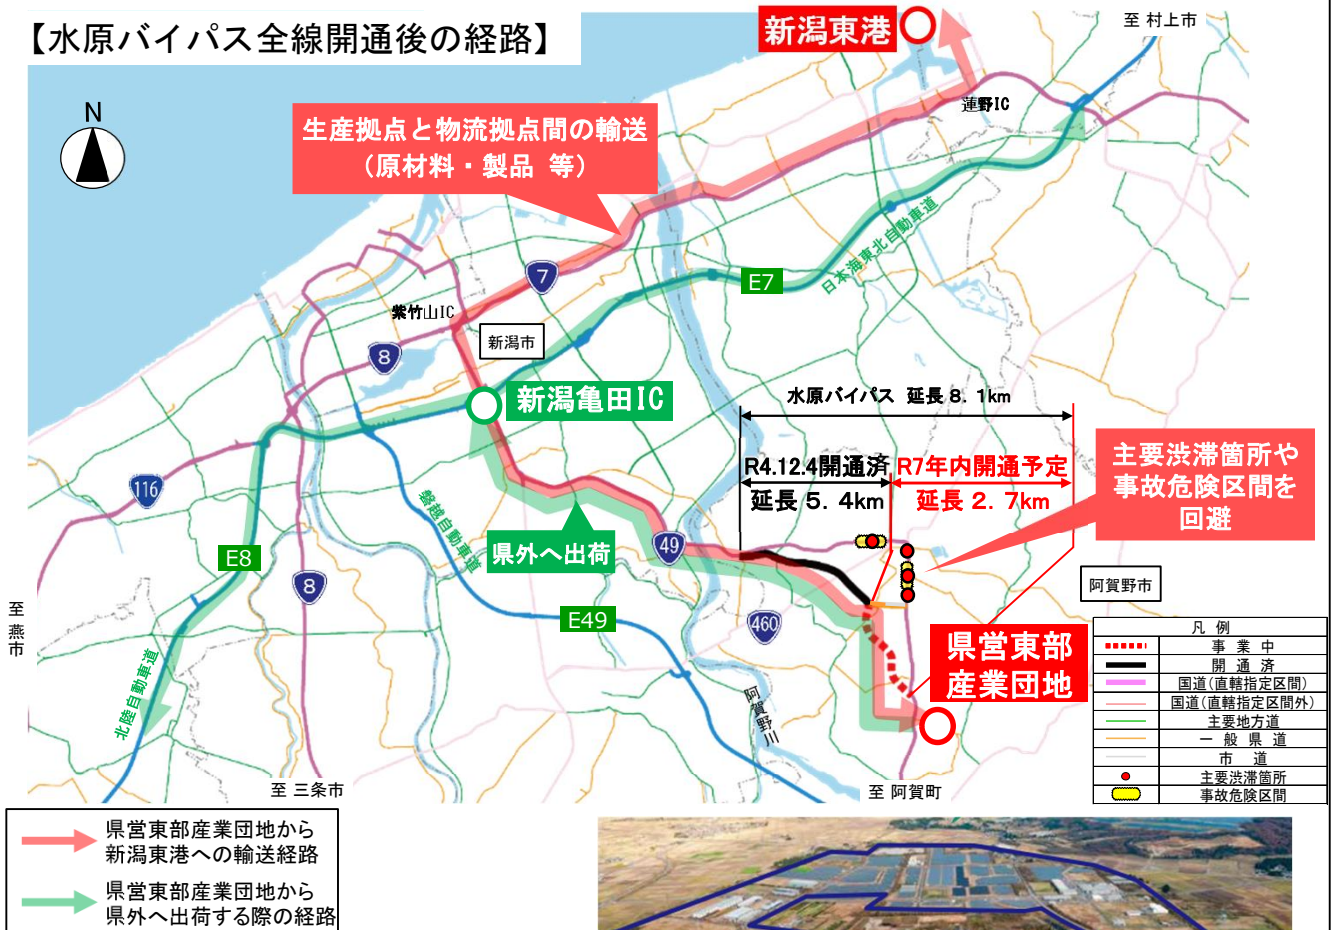 【水原バイパス全線開通後の経路】
新潟東港
至 村上市
N
生産拠点と物流拠点間の輸送
（原材料・製品 等）
蓮野IC
日本海東北自動車道
7
E7
紫竹山IC
新潟市
8
新潟亀田IC
水原バイパス 延長8.1km
R4.12.4開通済
延長5.4km
R7年内開通予定
延長2.7km
主要渋滞箇所や
事故危険区間を
回避
116
磐越自動車道
県外へ出荷
49
E8
8
E49
460
阿賀野市
至 燕市
北陸自動車道
阿賀野川
県営東部
産業団地
至 三条市
至 阿賀町
凡 例
事 業 中
開 通 済
国道(直轄指定区間)
国道(直轄指定区間外)
主要地方道
一 般 県 道
市 道
主要渋滞箇所
事故危険区間
県営東部産業団地から
新潟東港への輸送経路
県営東部産業団地から
県外へ出荷する際の経路